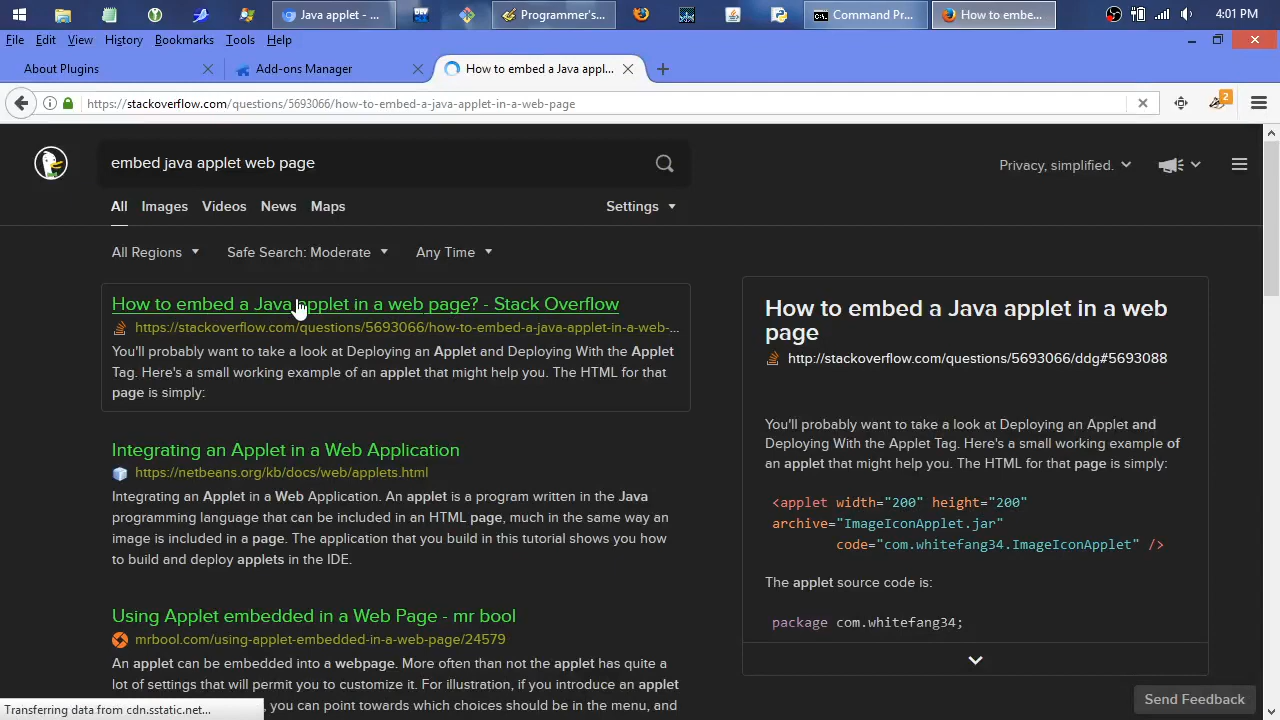 Java applet - ...
Programmer's...
Command Pr...
How to embe...
4:01 PM
File Edit View History Bookmarks Tools Help
About Plugins
Add-ons Manager
How to embed a Java appl...
https://stackoverflow.com/questions/5693066/how-to-embed-a-java-applet-in-a-web-page
2
embed java applet web page
Privacy, simplified.
All Images Videos News Maps
Settings
All Regions
Safe Search: Moderate
Any Time
How to embed a Java applet in a web page? - Stack Overflow
https://stackoverflow.com/questions/5693066/how-to-embed-a-java-applet-in-a-web-...
You'll probably want to take a look at Deploying an Applet and Deploying With the Applet
Tag. Here's a small working example of an applet that might help you. The HTML for that
page is simply:
Integrating an Applet in a Web Application
https://netbeans.org/kb/docs/web/applets.html
Integrating an Applet in a Web Application. An applet is a program written in the Java
programming language that can be included in an HTML page, much in the same way an
image is included in a page. The application that you build in this tutorial shows you how
to build and deploy applets in the IDE.
Using Applet embedded in a Web Page - mr bool
mrbool.com/using-applet-embedded-in-a-web-page/24579
An applet can be embedded into a webpage. More often than not the applet has quite a
lot of settings that will permit you to customize it. For illustration, if you introduce an applet
, you can point towards which choices should be in the menu, and
Transferring data from cdn.sstatic.net...
How to embed a Java applet in a web
page
http://stackoverflow.com/questions/5693066/ddg#5693088
You'll probably want to take a look at Deploying an Applet and
Deploying With the Applet Tag. Here's a small working example of
an applet that might help you. The HTML for that page is simply:
<applet width="200" height="200"
archive="ImageIconApplet.jar"
code="com.whitefang34.ImageIconApplet" />
The applet source code is:
package com.whitefang34;
Send Feedback